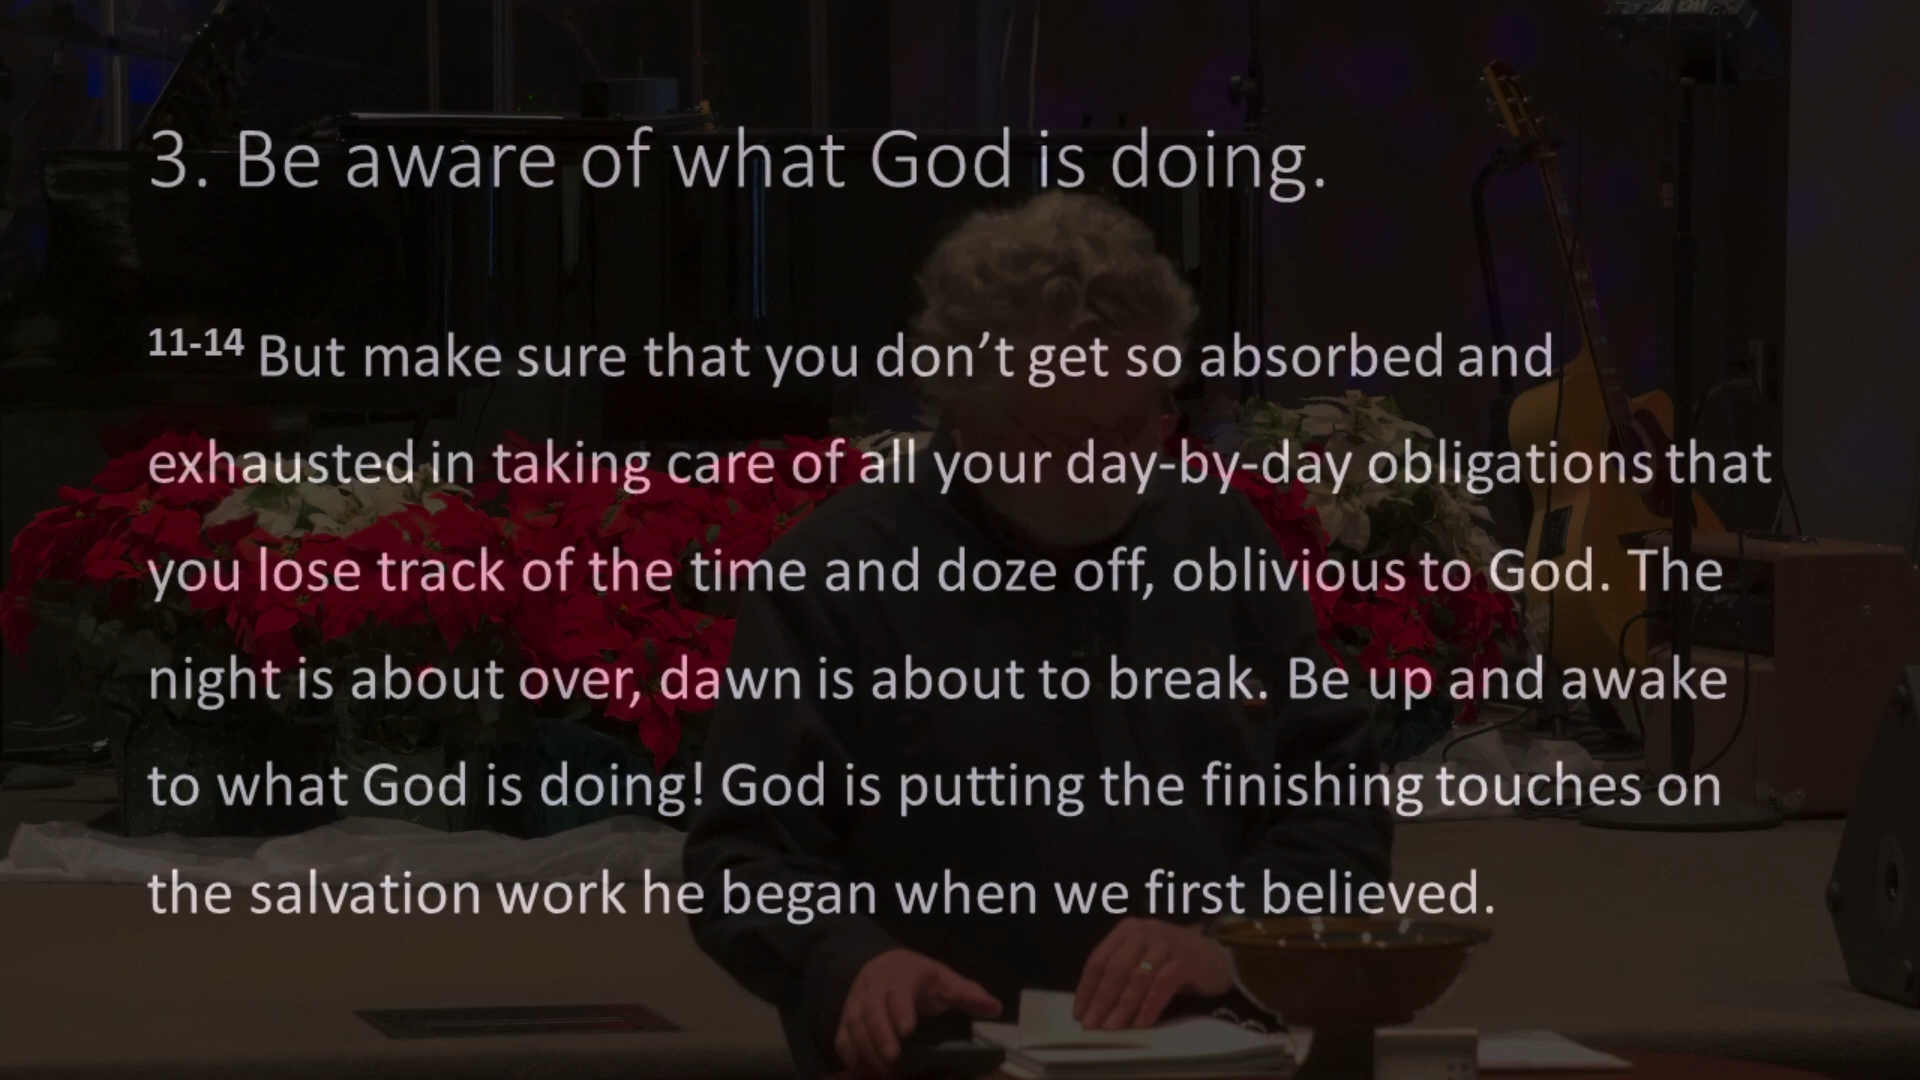 3. Be aware of what God is doing.
11-14 But make sure that you don’t get so absorbed and
exhausted in taking care of all your day-by-day obligations that
you lose track of the time and doze off, oblivious to God. The
night is about over, dawn is about to break. Be up and awake
to what God is doing! God is putting the finishing touches on
the salvation work he began when we first believed.